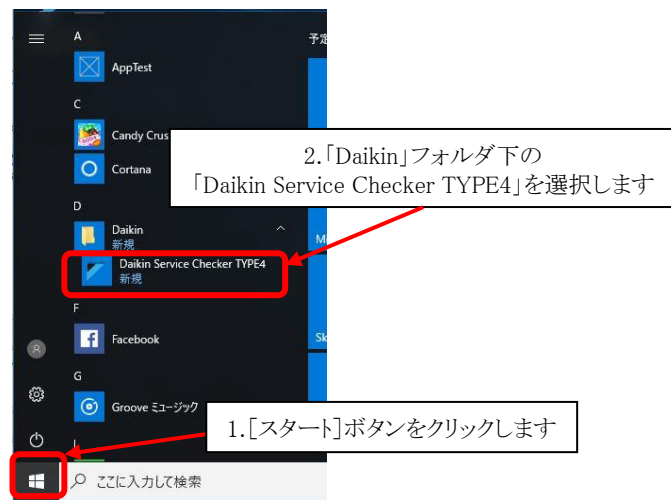 A
予定
AppTest
C
Candy Crus
2.「Daikin」フォルダ下の
「Daikin Service Checker TYPE4」を選択します
Cortana
D
Daikin
新規
Daikin Service Checker TYPE4
新規
F
Facebook
Sk
G
Groove ミュージック
1.[スタート]ボタンをクリックします
ここに入力して検索